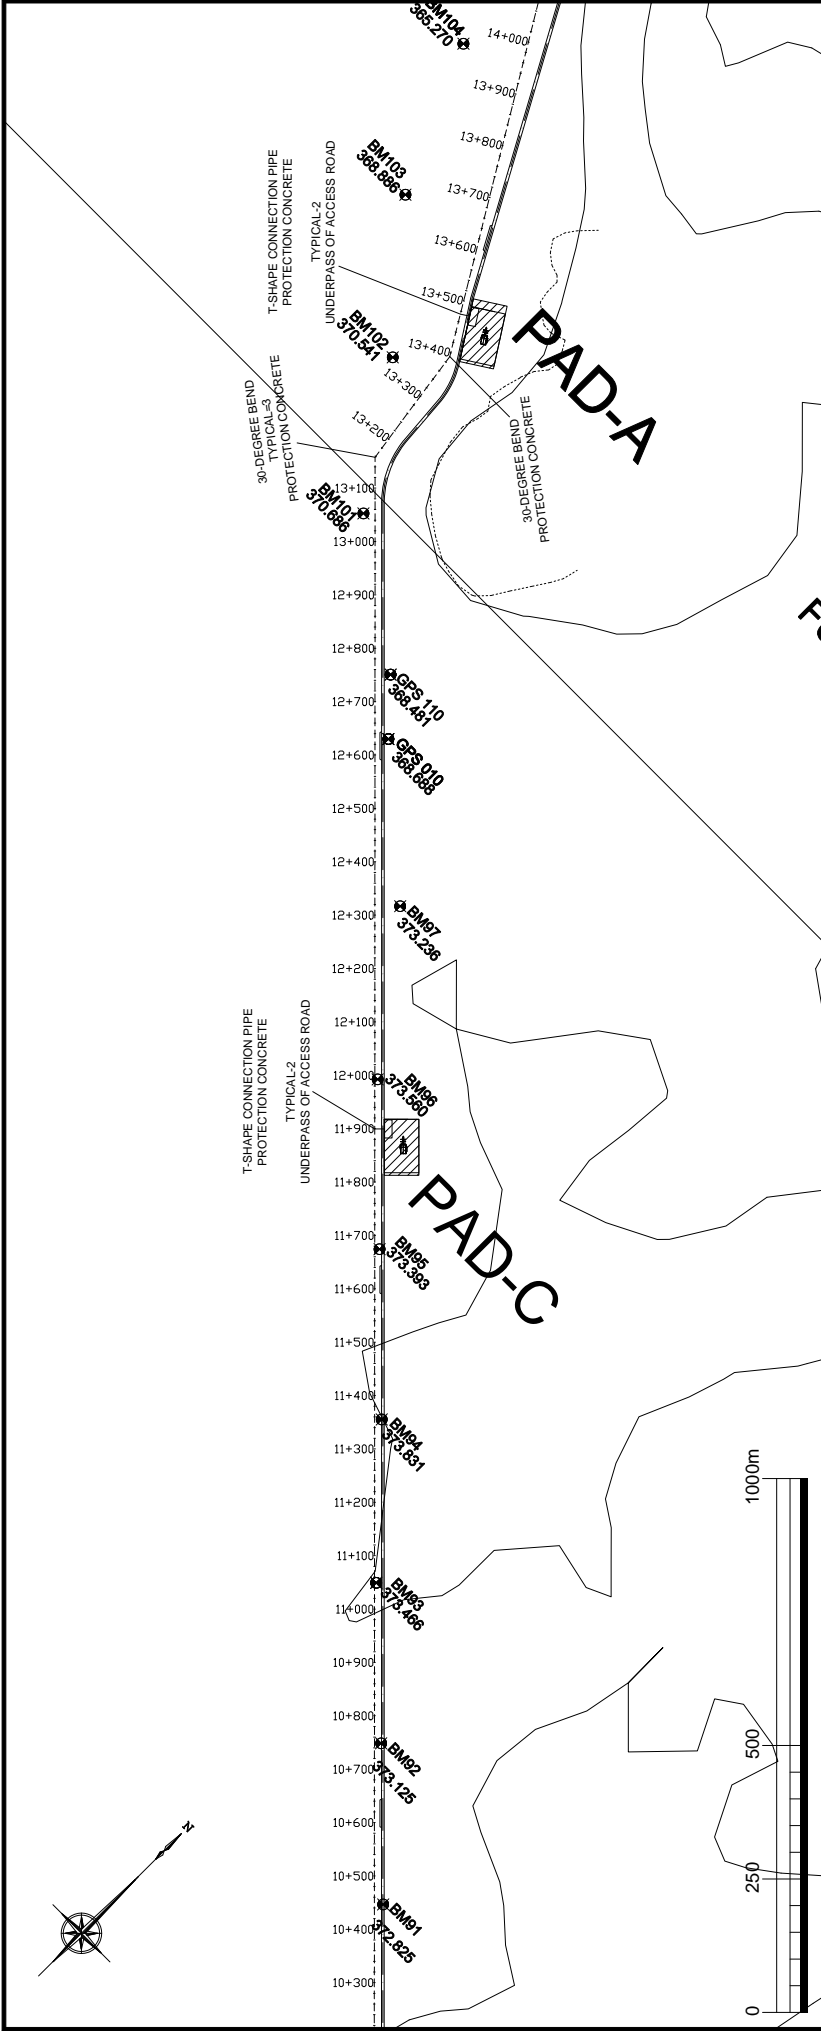 BM104
365.270
14+000
13+900
13+800
BM103
368.886
13+700
T-SHAPE CONNECTION PIPE
PROTECTION CONCRETE
TYPICAL-2
UNDERPASS OF ACCESS ROAD
13+600
13+500
BM102
370.541
13+400
PAD-A
13+300
30-DEGREE BEND
TYPICAL=3
PROTECTION CONCRETE
13+200
30-DEGREE BEND
PROTECTION CONCRETE
13+100
BM101
370.686
13+000
12+900
12+800
GPS 110
368.481
12+700
GPS 010
368.688
12+600
12+500
12+400
12+300
BM97
373.236
12+200
12+100
T-SHAPE CONNECTION PIPE
PROTECTION CONCRETE
TYPICAL-2
UNDERPASS OF ACCESS ROAD
12+000
BM96
373.560
11+900
11+800
PAD-C
11+700
BM95
373.393
11+600
11+500
11+400
BM94
373.831
11+300
11+200
11+100
BM93
373.466
11+000
10+900
10+800
BM92
373.125
10+700
10+600
10+500
BM91
372.825
10+400
10+300
N
1000m
500
250
0